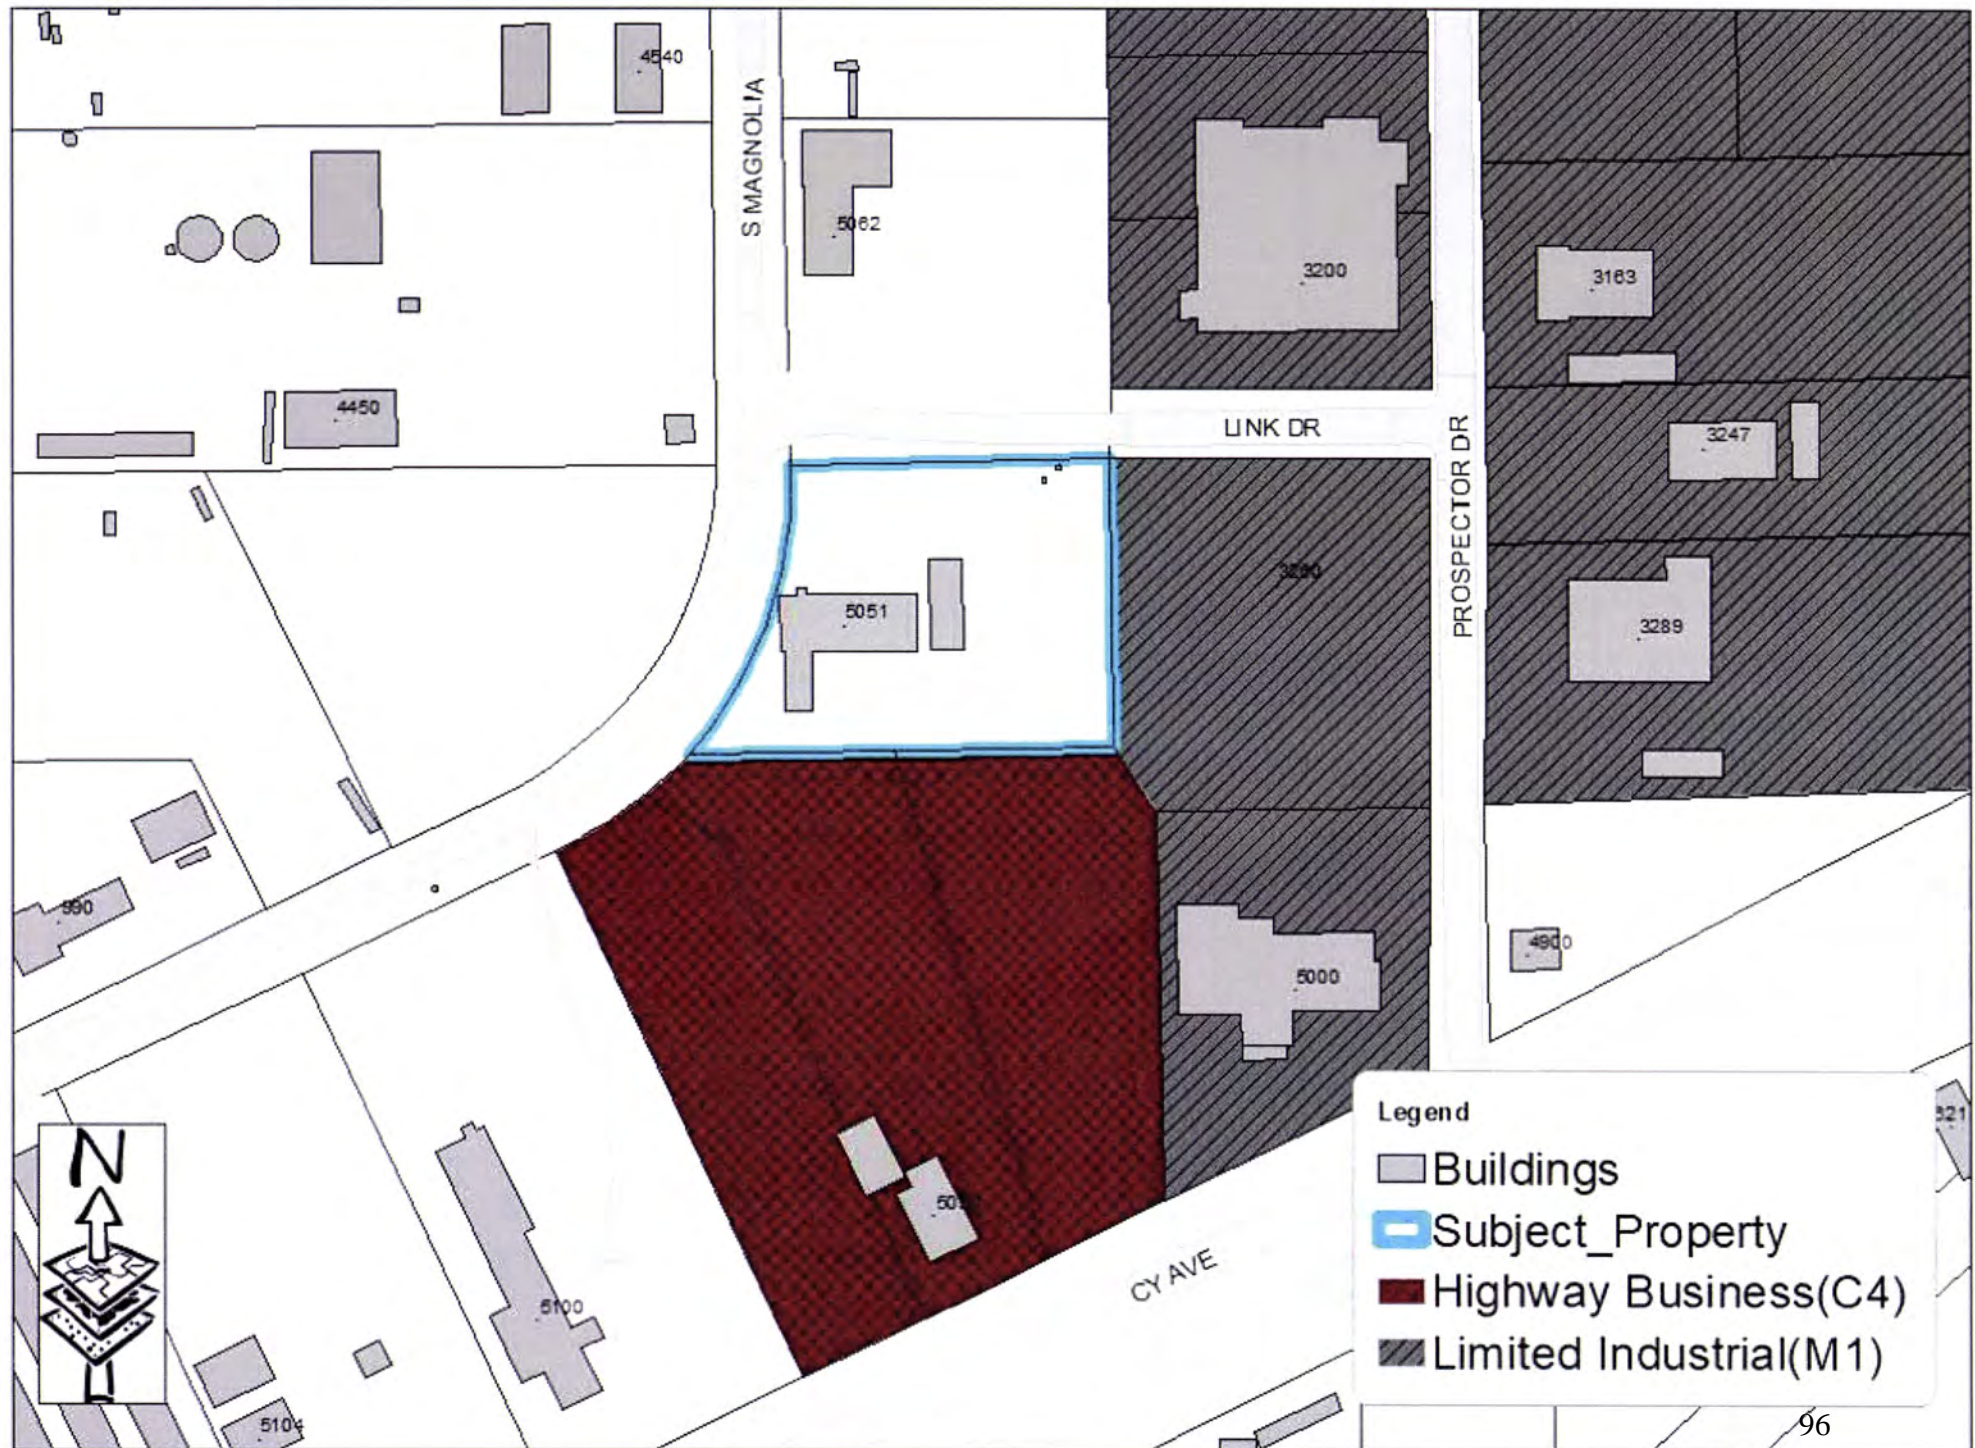 4540
S MAGNOLIA
5062
3200
3163
4450
LINK DR
3247
PROSPECTOR DR
5051
3289
990
4900
5000
Legend
Buildings
Subject_Property
Highway Business(C4)
Limited Industrial(M1)
N
CY AVE
5100
5104
96